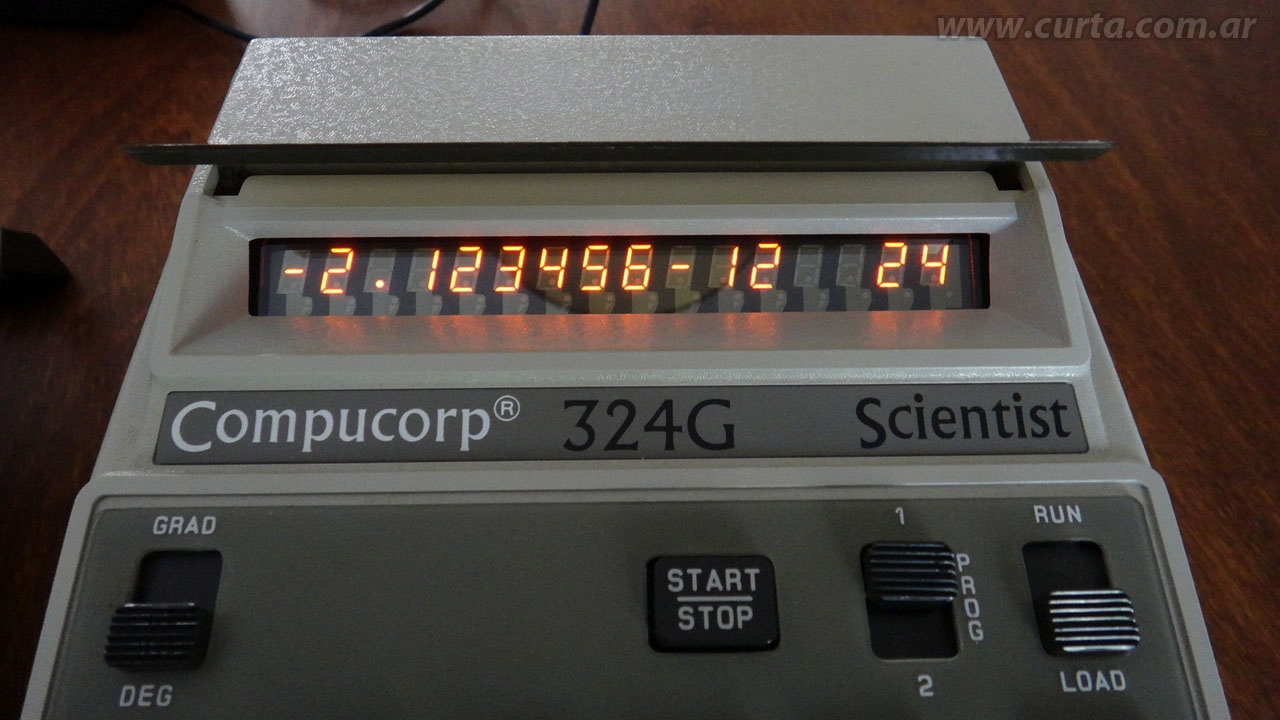 www.curta.com.ar
-2.123456-12 24
Compucorp® 324G Scientist
GRAD
DEG
START
STOP
1
PROG
2
RUN
LOAD